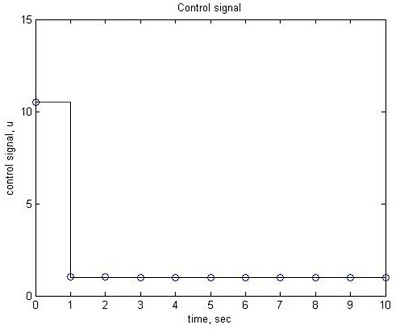 Control signal
15
10
5
0
control signal, u
0 1 2 3 4 5 6 7 8 9 10
time, sec